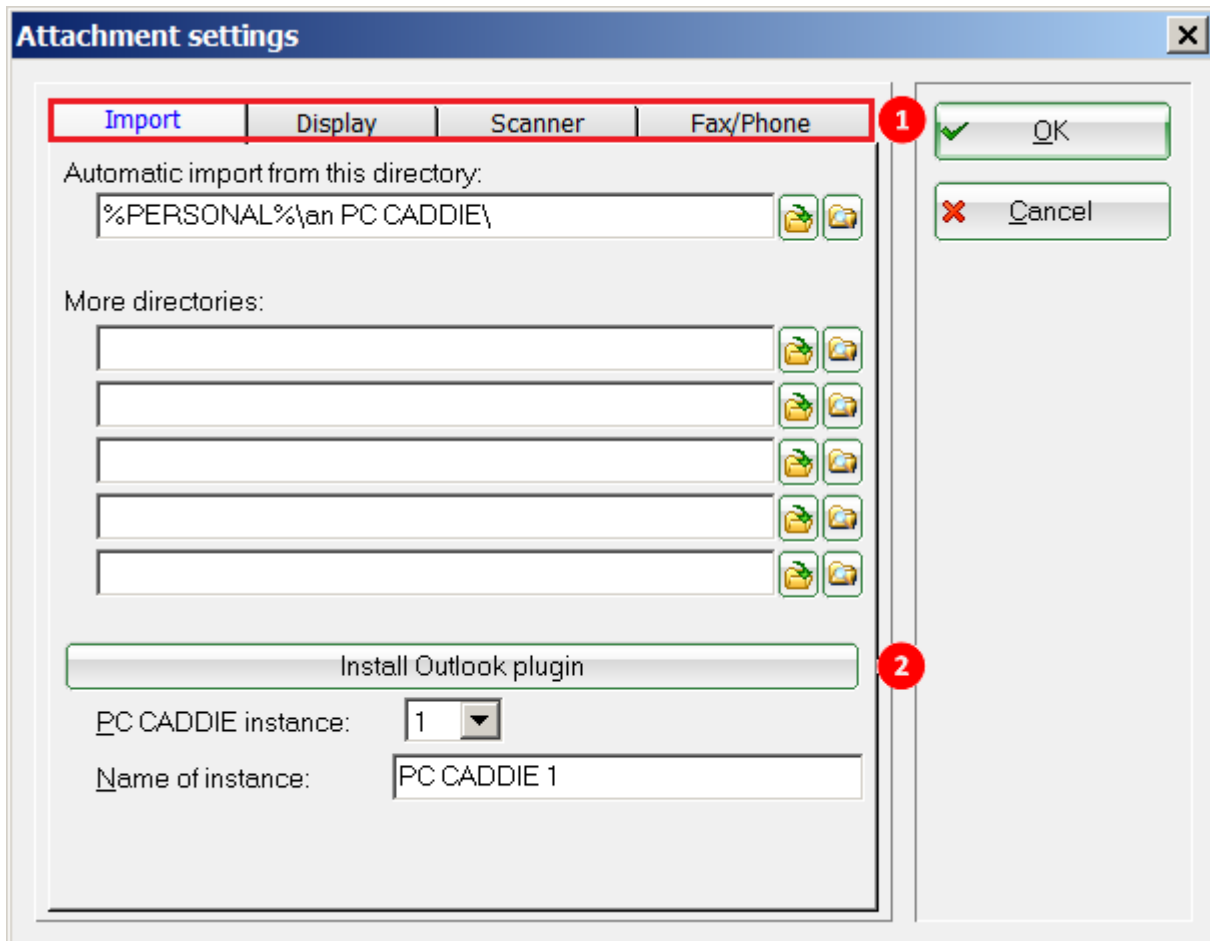 Attachment settings
Import Display Scanner Fax/Phone 1
OK
Automatic import from this directory:
%PERSONAL%\an PC CADDIE\
Cancel
More directories:
Install Outlook plugin 2
PC CADDIE instance: 1
Name of instance: PC CADDIE 1